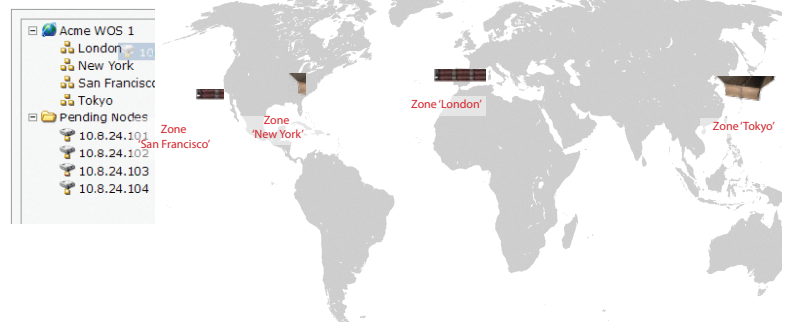 Acme WOS 1
London
10
New York
San Francisco
Tokyo
Pending Nodes
10.8.24.101
10.8.24.102
10.8.24.103
10.8.24.104
Zone
'San Francisco'
Zone
'New York'
Zone 'London'
Zone 'Tokyo'